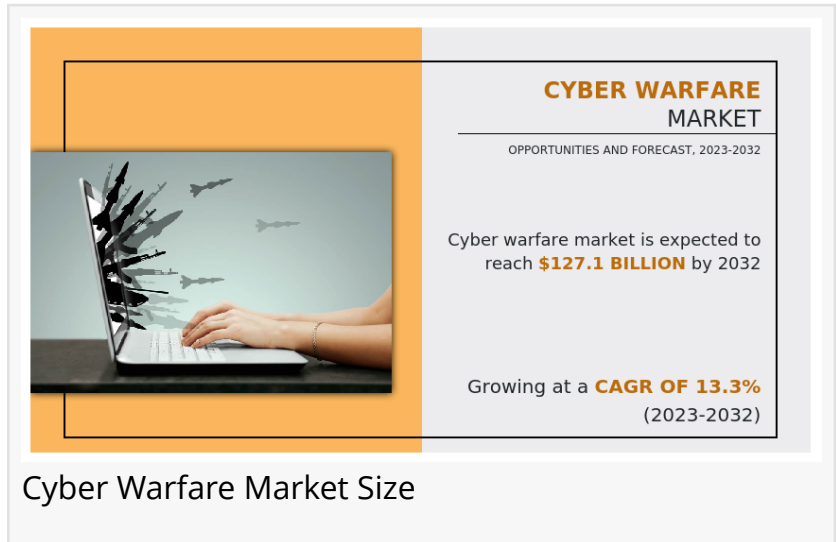 CYBER WARFARE
MARKET
OPPORTUNITIES AND FORECAST, 2023-2032
Cyber warfare market is expected to
reach $127.1 BILLION by 2032
Growing at a CAGR OF 13.3%
(2023-2032)
Cyber Warfare Market Size